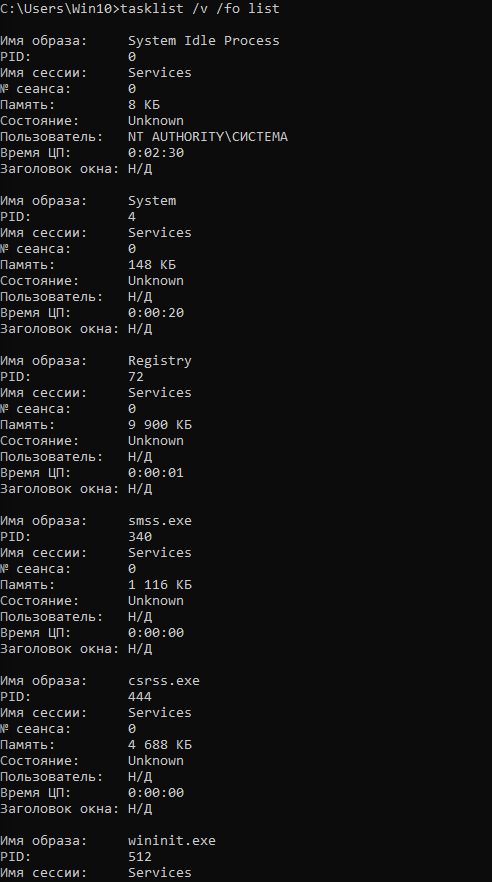 C:\Users\Win10>tasklist /v /fo list
Имя образа: System Idle Process
PID: 0
Имя сессии: Services
№ сеанса: 0
Память: 8 КБ
Состояние: Unknown
Пользователь: NT AUTHORITY\СИСТЕМА
Время ЦП: 0:02:30
Заголовок окна: Н/Д
Имя образа: System
PID: 4
Имя сессии: Services
№ сеанса: 0
Память: 148 КБ
Состояние: Unknown
Пользователь: Н/Д
Время ЦП: 0:00:20
Заголовок окна: Н/Д
Имя образа: Registry
PID: 72
Имя сессии: Services
№ сеанса: 0
Память: 9 900 КБ
Состояние: Unknown
Пользователь: Н/Д
Время ЦП: 0:00:01
Заголовок окна: Н/Д
Имя образа: smss.exe
PID: 340
Имя сессии: Services
№ сеанса: 0
Память: 1 116 КБ
Состояние: Unknown
Пользователь: Н/Д
Время ЦП: 0:00:00
Заголовок окна: Н/Д
Имя образа: csrss.exe
PID: 444
Имя сессии: Services
№ сеанса: 0
Память: 4 688 КБ
Состояние: Unknown
Пользователь: Н/Д
Время ЦП: 0:00:00
Заголовок окна: Н/Д
Имя образа: wininit.exe
PID: 512
Имя сессии: Services